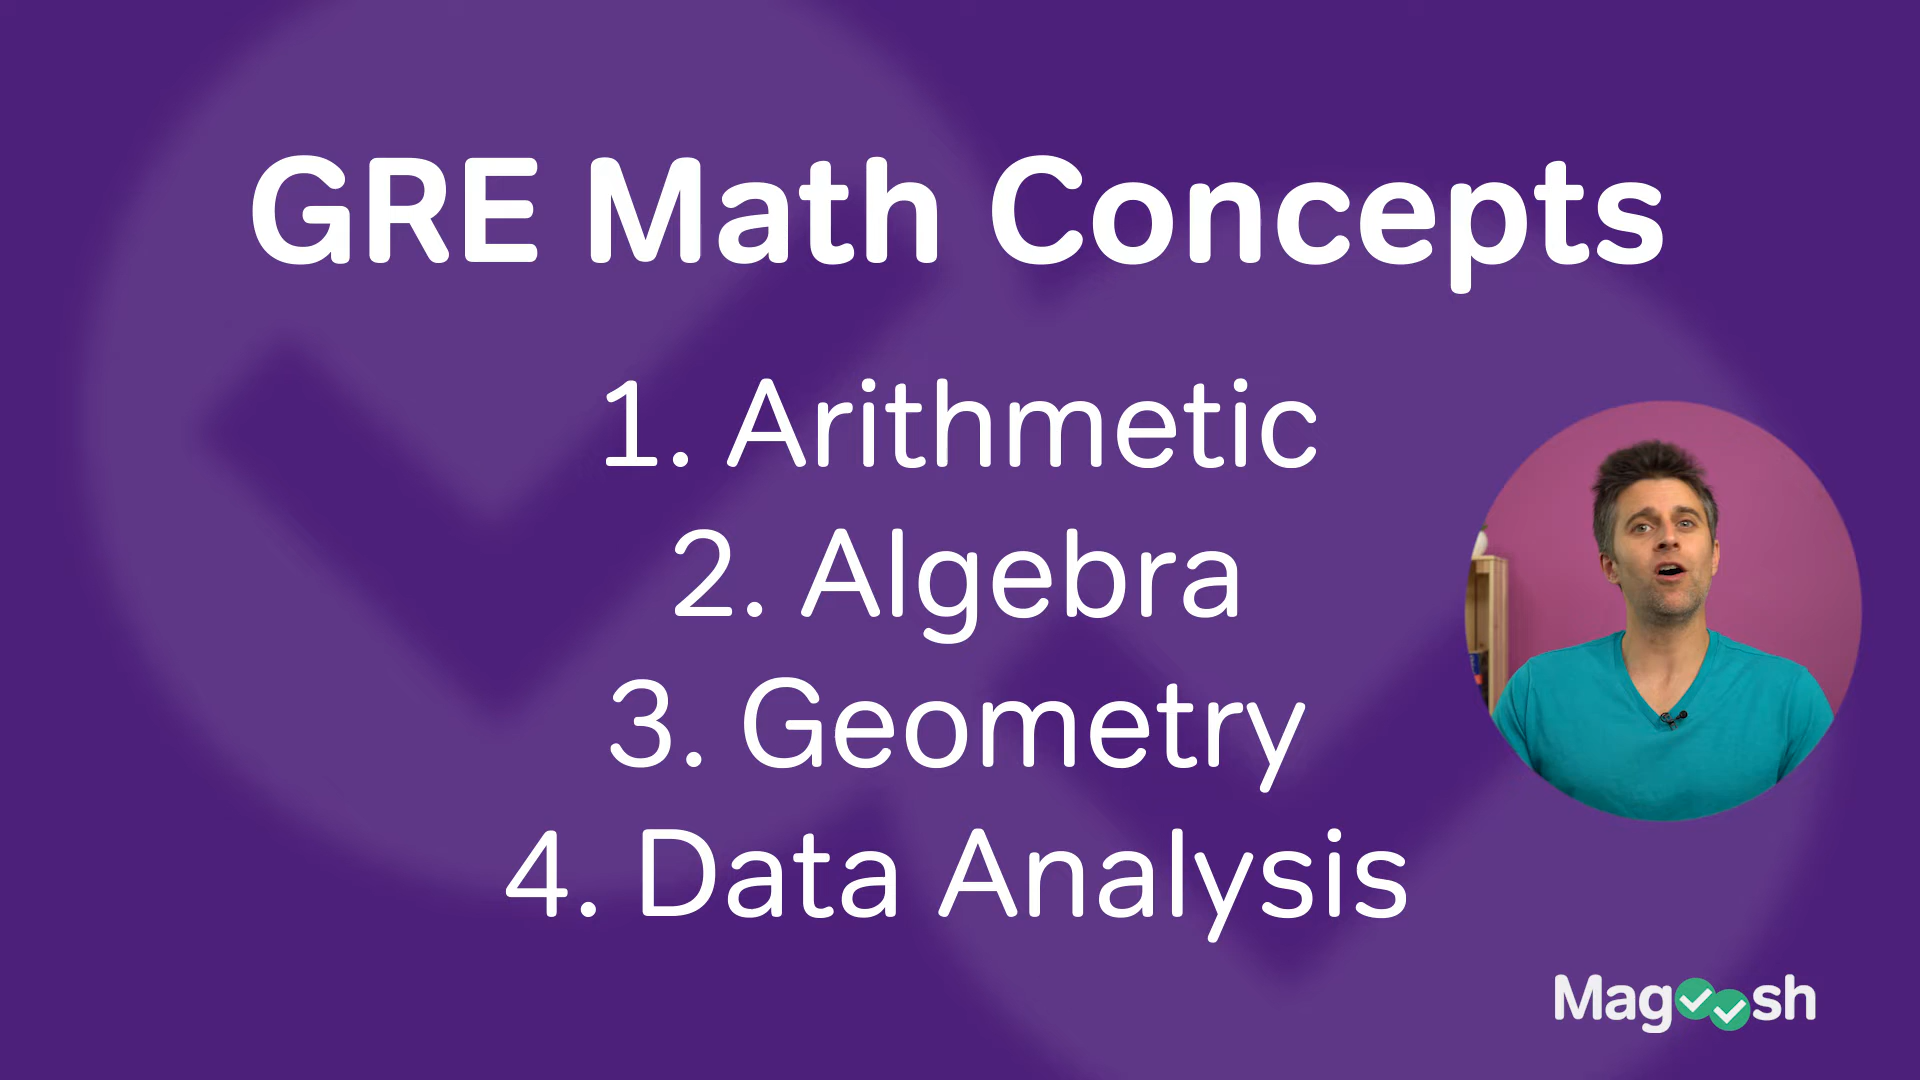 GRE Math Concepts
1. Arithmetic
2. Algebra
3. Geometry
4. Data Analysis
Magoosh